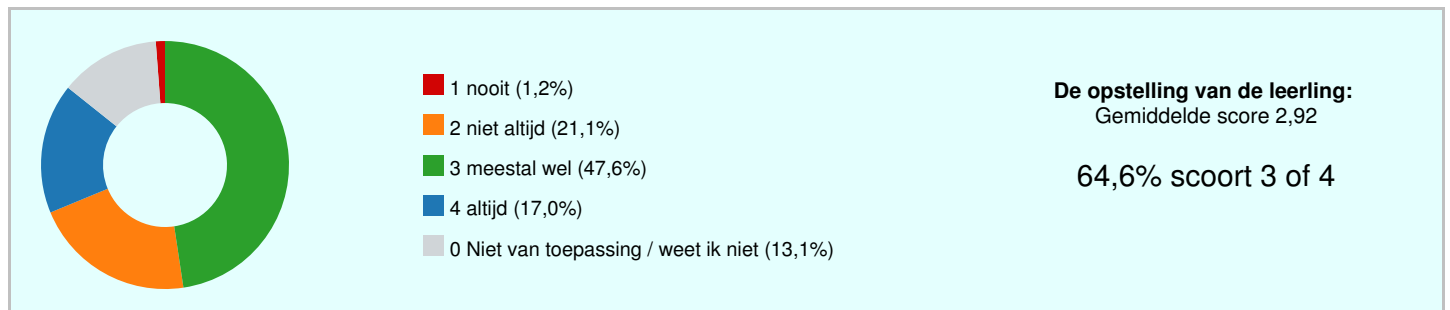 1 nooit (1,2%)
2 niet altijd (21,1%)
3 meestal wel (47,6%)
4 altijd (17,0%)
0 Niet van toepassing / weet ik niet (13,1%)
De opstelling van de leerling:
Gemiddelde score 2,92
64,6% scoort 3 of 4